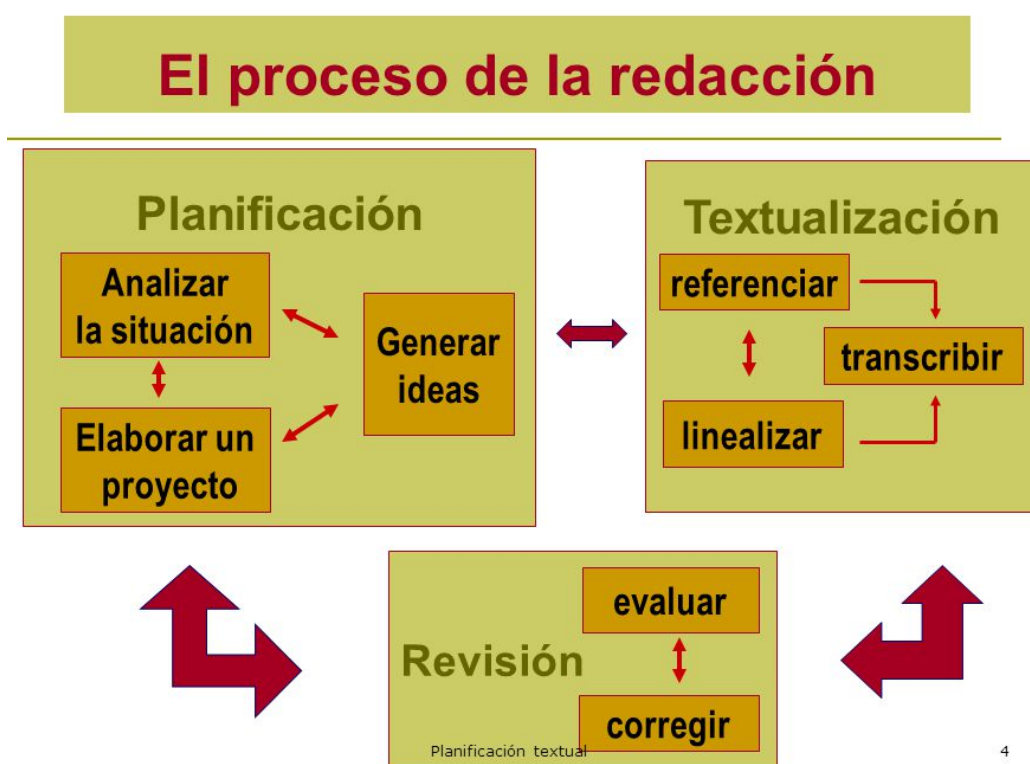 El proceso de la redacción
Planificación
Analizar
la situación
Generar
ideas
Elaborar un
proyecto
Textualización
referenciar
transcribir
linealizar
Revisión
evaluar
corregir
Planificación textual
4